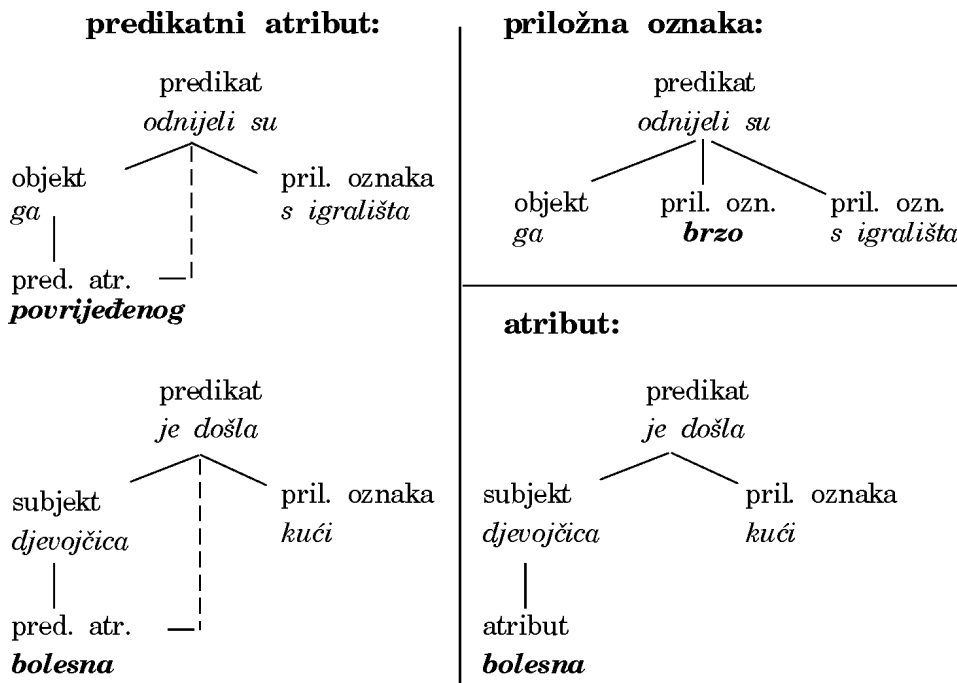 predikatni atribut:
predikat
odnijeli su
objekt
ga
pril. oznaka
s igrališta
pred. atr.
povrijeđenog
predikat
je došla
subjekt
djevojčica
pril. oznaka
kući
pred. atr.
bolesna
priložna oznaka:
predikat
odnijeli su
objekt
ga
pril. ozn.
brzo
pril. ozn.
s igrališta
atribut:
predikat
je došla
subjekt
djevojčica
pril. oznaka
kući
atribut
bolesna